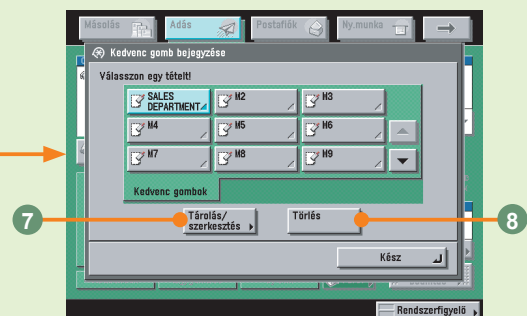 Másolás
Adás
Postafiók
Ny.munka
Kedvenc gomb bejegyzése
Válasszon egy tételt!
SALES
DEPARTMENT
M2
M3
M4
M5
M6
M7
M8
M9
Kedvenc gombok
7
Tárolás/
szerkesztés
Törlés
8
Kész
Rendszerfigyelő